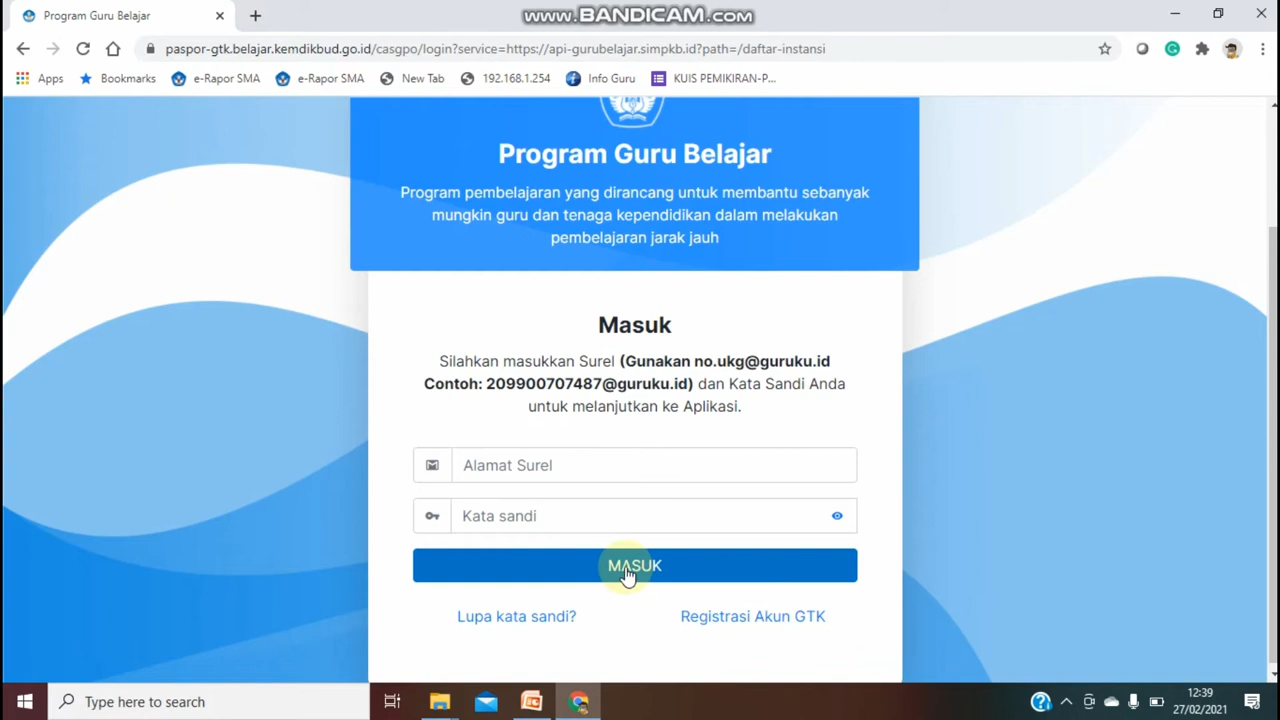 Program Guru Belajar
www.BANDICAM.com
paspor-gtk.belajar.kemdikbud.go.id/casgpo/login?service=https://api-gurubelajar.simpkb.id?path=/daftar-instansi
Apps
Bookmarks
e-Rapor SMA
e-Rapor SMA
New Tab
192.168.1.254
Info Guru
KUIS PEMIKIRAN-P...
Program Guru Belajar
Program pembelajaran yang dirancang untuk membantu sebanyak
mungkin guru dan tenaga kependidikan dalam melakukan
pembelajaran jarak jauh
Masuk
Silahkan masukkan Surel (Gunakan no.ukg@guruku.id
Contoh: 209900707487@guruku.id) dan Kata Sandi Anda
untuk melanjutkan ke Aplikasi.
Alamat Surel
Kata sandi
MASUK
Lupa kata sandi?
Registrasi Akun GTK
Type here to search
12:39
27/02/2021